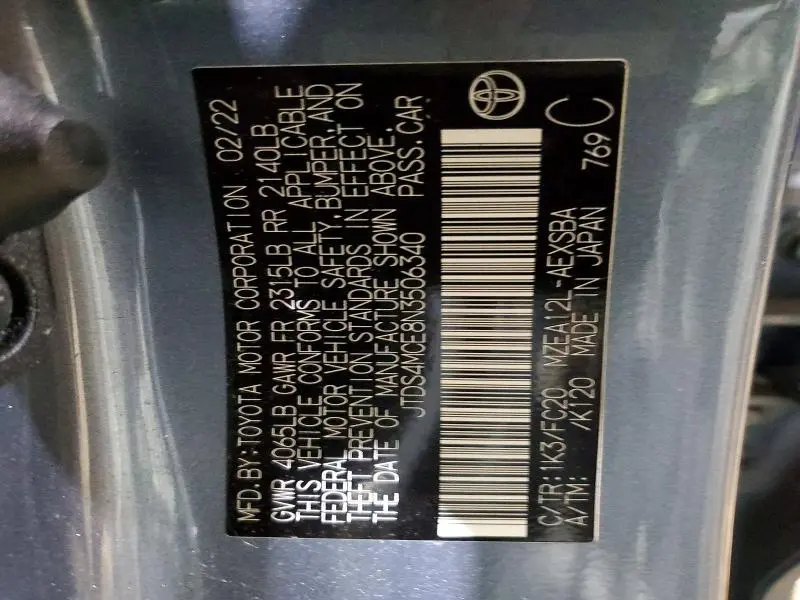 MFD. BY: TOYOTA MOTOR CORPORATION 02/22
GVWR 4065LB GAWR FR 2315LB RR 2140LB
THIS VEHICLE CONFORMS TO ALL APPLICABLE
FEDERAL MOTOR VEHICLE SAFETY, BUMPER, AND
THEFT PREVENTION STANDARDS IN EFFECT ON
THE DATE OF MANUFACTURE SHOWN ABOVE.
JTDS4MCE8N3506340 PASS. CAR
C/TR: 1K3/FC20 MZEA12L-AEXSBA
A/TM: /K120 MADE IN JAPAN 769 C